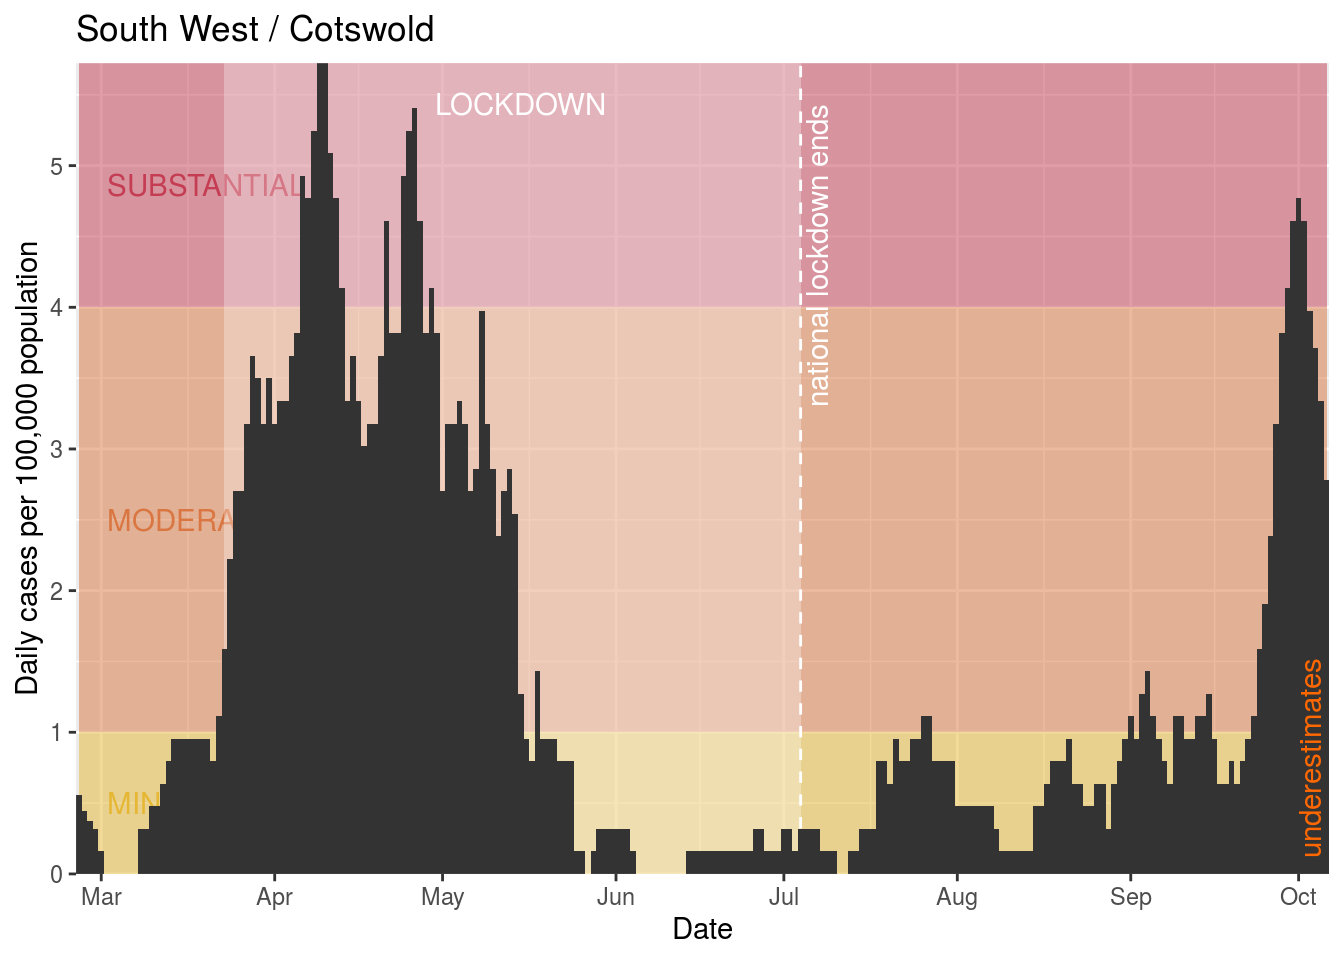 South West / Cotswold
Daily cases per 100,000 population
5
4
3
2
1
0
LOCKDOWN
SUBSTANTIAL
national lockdown ends
MODERA
MIN
underestimates
Mar Apr May Jun Jul Aug Sep Oct
Date